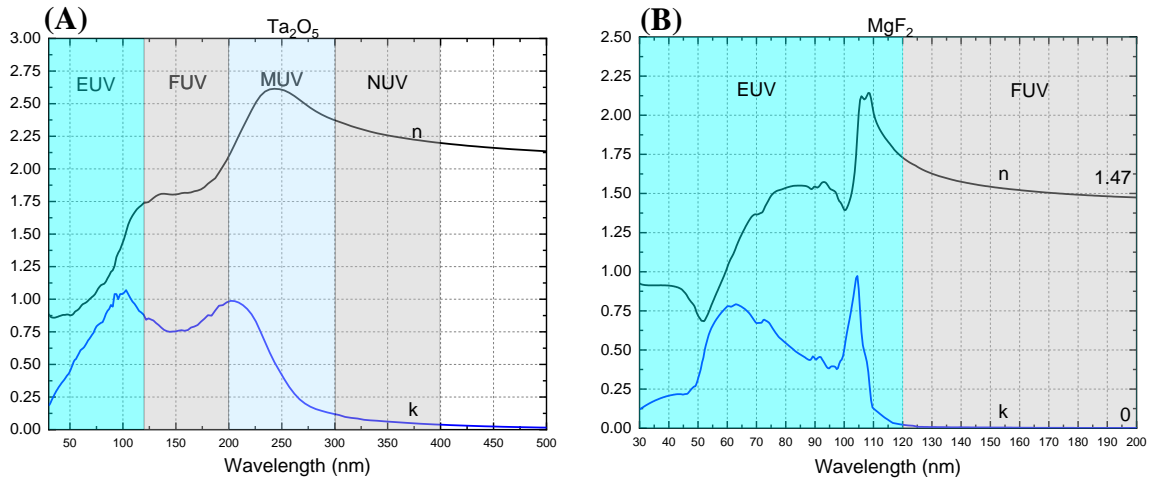 (A)
Ta₂O₅
3.00
2.75
2.50
2.25
2.00
1.75
1.50
1.25
1.00
0.75
0.50
0.25
0.00
EUV
FUV
MUV
NUV
n
k
50 100 150 200 250 300 350 400 450 500
Wavelength (nm)
(B)
MgF₂
2.50
2.25
2.00
1.75
1.50
1.25
1.00
0.75
0.50
0.25
0.00
EUV
FUV
n
1.47
k
0
30 40 50 60 70 80 90 100 110 120 130 140 150 160 170 180 190 200
Wavelength (nm)